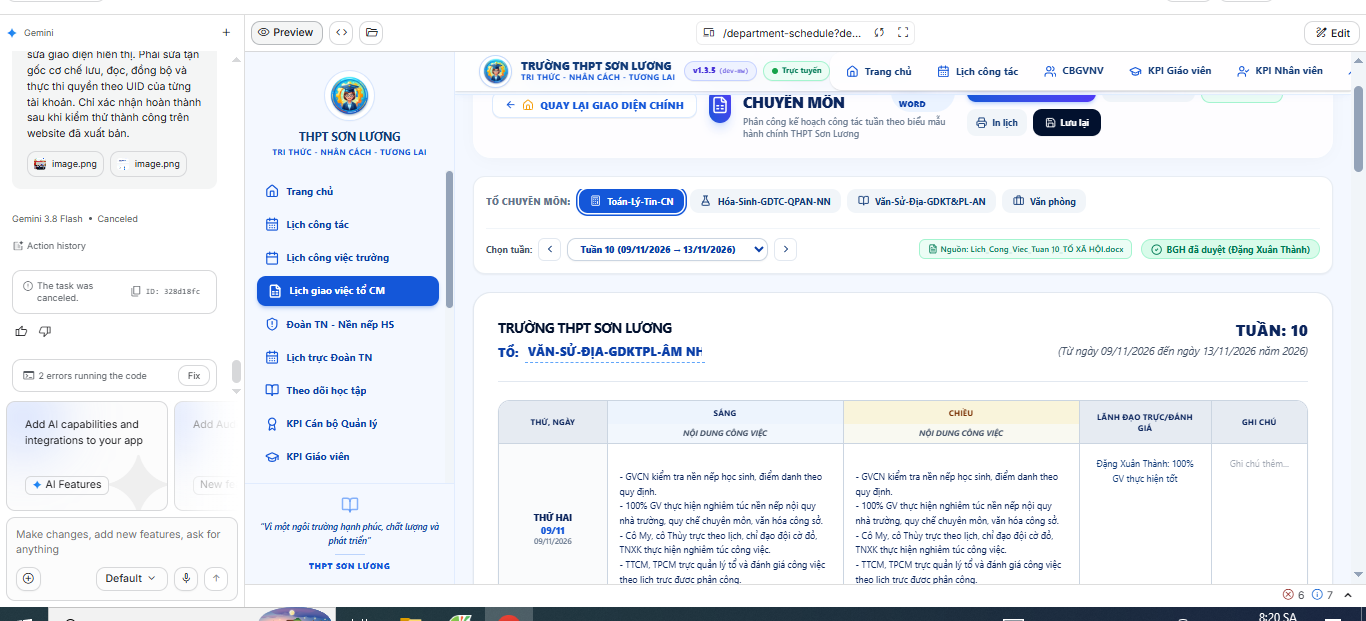 Gemini
sửa giao diện hiển thị. Phải sửa tận
gốc cơ chế lưu, đọc, đồng bộ và
thực thi quyền theo UID của từng
tài khoản. Chỉ xác nhận hoàn thành
sau khi kiểm thử thành công trên
website đã xuất bản.
image.png
image.png
Gemini 3.8 Flash • Canceled
Action history
The task was
canceled.
ID: 328d18fc
2 errors running the code
Fix
Add AI capabilities and
integrations to your app
AI Features
Make changes, add new features, ask for
anything
Default
Preview
/department-schedule?de...
Edit
THPT SƠN LƯƠNG
TRI THỨC - NHÂN CÁCH - TƯƠNG LAI
Trang chủ
Lịch công tác
Lịch công việc trường
Lịch giao việc tổ CM
Đoàn TN - Nền nếp HS
Lịch trực Đoàn TN
Theo dõi học tập
KPI Cán bộ Quản lý
KPI Giáo viên
"Vì một ngôi trường hạnh phúc, chất lượng và
phát triển"
THPT SƠN LƯƠNG
TRƯỜNG THPT SƠN LƯƠNG
TRI THỨC - NHÂN CÁCH - TƯƠNG LAI
v1.3.5 (dev-mw)
Trực tuyến
Trang chủ
Lịch công tác
CBGVNV
KPI Giáo viên
KPI Nhân viên
QUAY LẠI GIAO DIỆN CHÍNH
CHUYÊN MÔN
WORD
Phân công kế hoạch công tác tuần theo biểu mẫu
hành chính THPT Sơn Lương
In lịch
Lưu lại
TỔ CHUYÊN MÔN:
Toán-Lý-Tin-CN
Hóa-Sinh-GDTC-QPAN-NN
Văn-Sử-Địa-GDKT&PL-AN
Văn phòng
Chọn tuần:
Tuần 10 (09/11/2026 – 13/11/2026)
Nguồn: Lich_Cong_Viec_Tuan 10_TỔ XÃ HỘI.docx
BGH đã duyệt (Đặng Xuân Thành)
TRƯỜNG THPT SƠN LƯƠNG
TUẦN: 10
TỔ: VĂN-SỬ-ĐỊA-GDKTPL-ÂM NH
(Từ ngày 09/11/2026 đến ngày 13/11/2026 năm 2026)
THỨ, NGÀY
SÁNG
NỘI DUNG CÔNG VIỆC
CHIỀU
NỘI DUNG CÔNG VIỆC
LÃNH ĐẠO TRỰC/ĐÁNH
GIÁ
GHI CHÚ
THỨ HAI
09/11
09/11/2026
- GVCN kiểm tra nền nếp học sinh, điểm danh theo
quy định.
- 100% GV thực hiện nghiêm túc nền nếp nội quy
nhà trường, quy chế chuyên môn, văn hóa công sở.
- Cô My, cô Thủy trực theo lịch, chỉ đạo đội cờ đỏ,
TNXK thực hiện nghiêm túc công việc.
- TTCM, TPCM trực quản lý tổ và đánh giá công việc
theo lịch trực được phân công.
- GVCN kiểm tra nền nếp học sinh, điểm danh theo
quy định.
- 100% GV thực hiện nghiêm túc nền nếp nội quy
nhà trường, quy chế chuyên môn, văn hóa công sở.
- Cô My, cô Thủy trực theo lịch, chỉ đạo đội cờ đỏ,
TNXK thực hiện nghiêm túc công việc.
- TTCM, TPCM trực quản lý tổ và đánh giá công việc
theo lịch trực được phân công.
Đặng Xuân Thành: 100%
GV thực hiện tốt
Ghi chú thêm...
6
7
8:20 SA